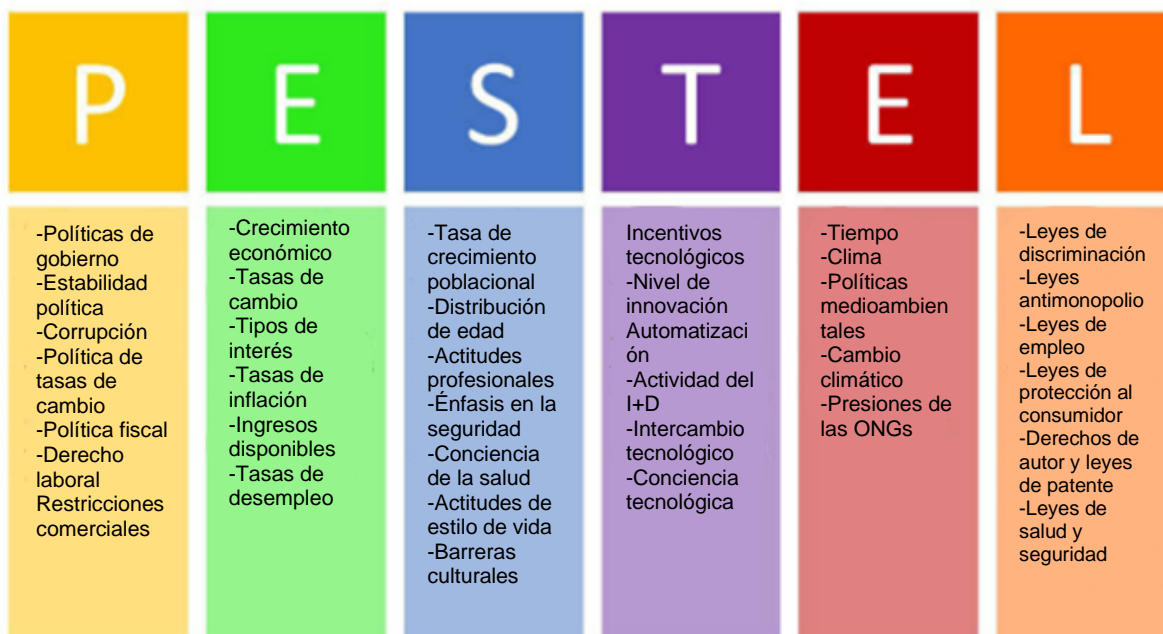 P
E
S
T
E
L
-Políticas de
gobierno
-Estabilidad
política
-Corrupción
-Política de
tasas de
cambio
-Política fiscal
-Derecho
laboral
Restricciones
comerciales
-Crecimiento
económico
-Tasas de
cambio
-Tipos de
interés
-Tasas de
inflación
-Ingresos
disponibles
-Tasas de
desempleo
-Tasa de
crecimiento
poblacional
-Distribución
de edad
-Actitudes
profesionales
-Énfasis en la
seguridad
-Conciencia
de la salud
-Actitudes de
estilo de vida
-Barreras
culturales
Incentivos
tecnológicos
-Nivel de
innovación
Automatizaci
ón
-Actividad del
I+D
-Intercambio
tecnológico
-Conciencia
tecnológica
-Tiempo
-Clima
-Políticas
medioambien
tales
-Cambio
climático
-Presiones de
las ONGs
-Leyes de
discriminación
-Leyes
antimonopolio
-Leyes de
empleo
-Leyes de
protección al
consumidor
-Derechos de
autor y leyes
de patente
-Leyes de
salud y
seguridad